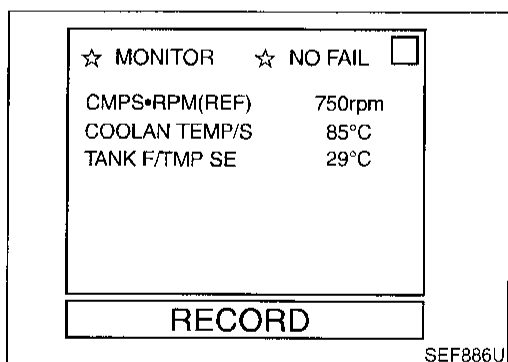 ☆ MONITOR ☆ NO FAIL
CMPS•RPM(REF) 750rpm
COOLAN TEMP/S 85°C
TANK F/TMP SE 29°C
RECORD
SEF886U